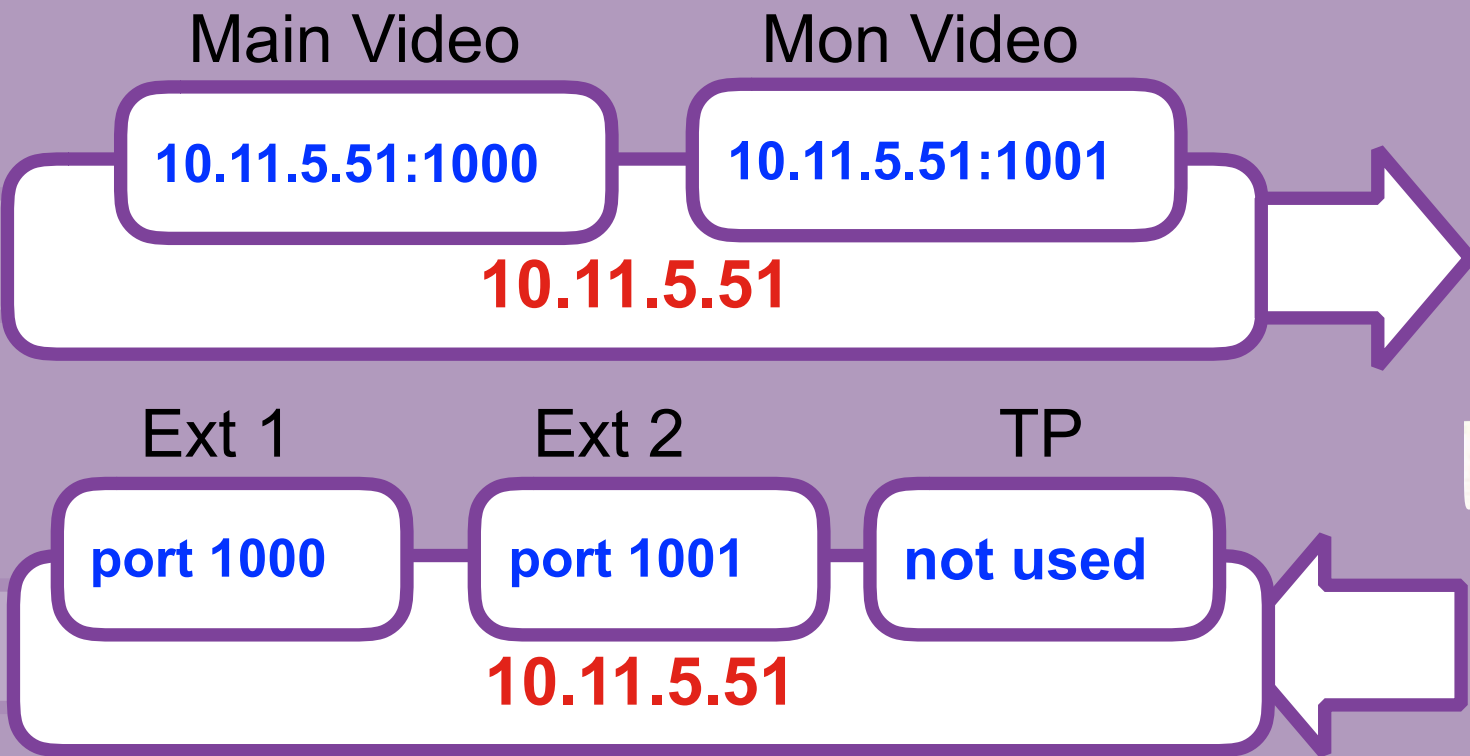 Main Video Mon Video
10.11.5.51:1000 10.11.5.51:1001
10.11.5.51
Ext 1 Ext 2 TP
port 1000 port 1001 not used
10.11.5.51